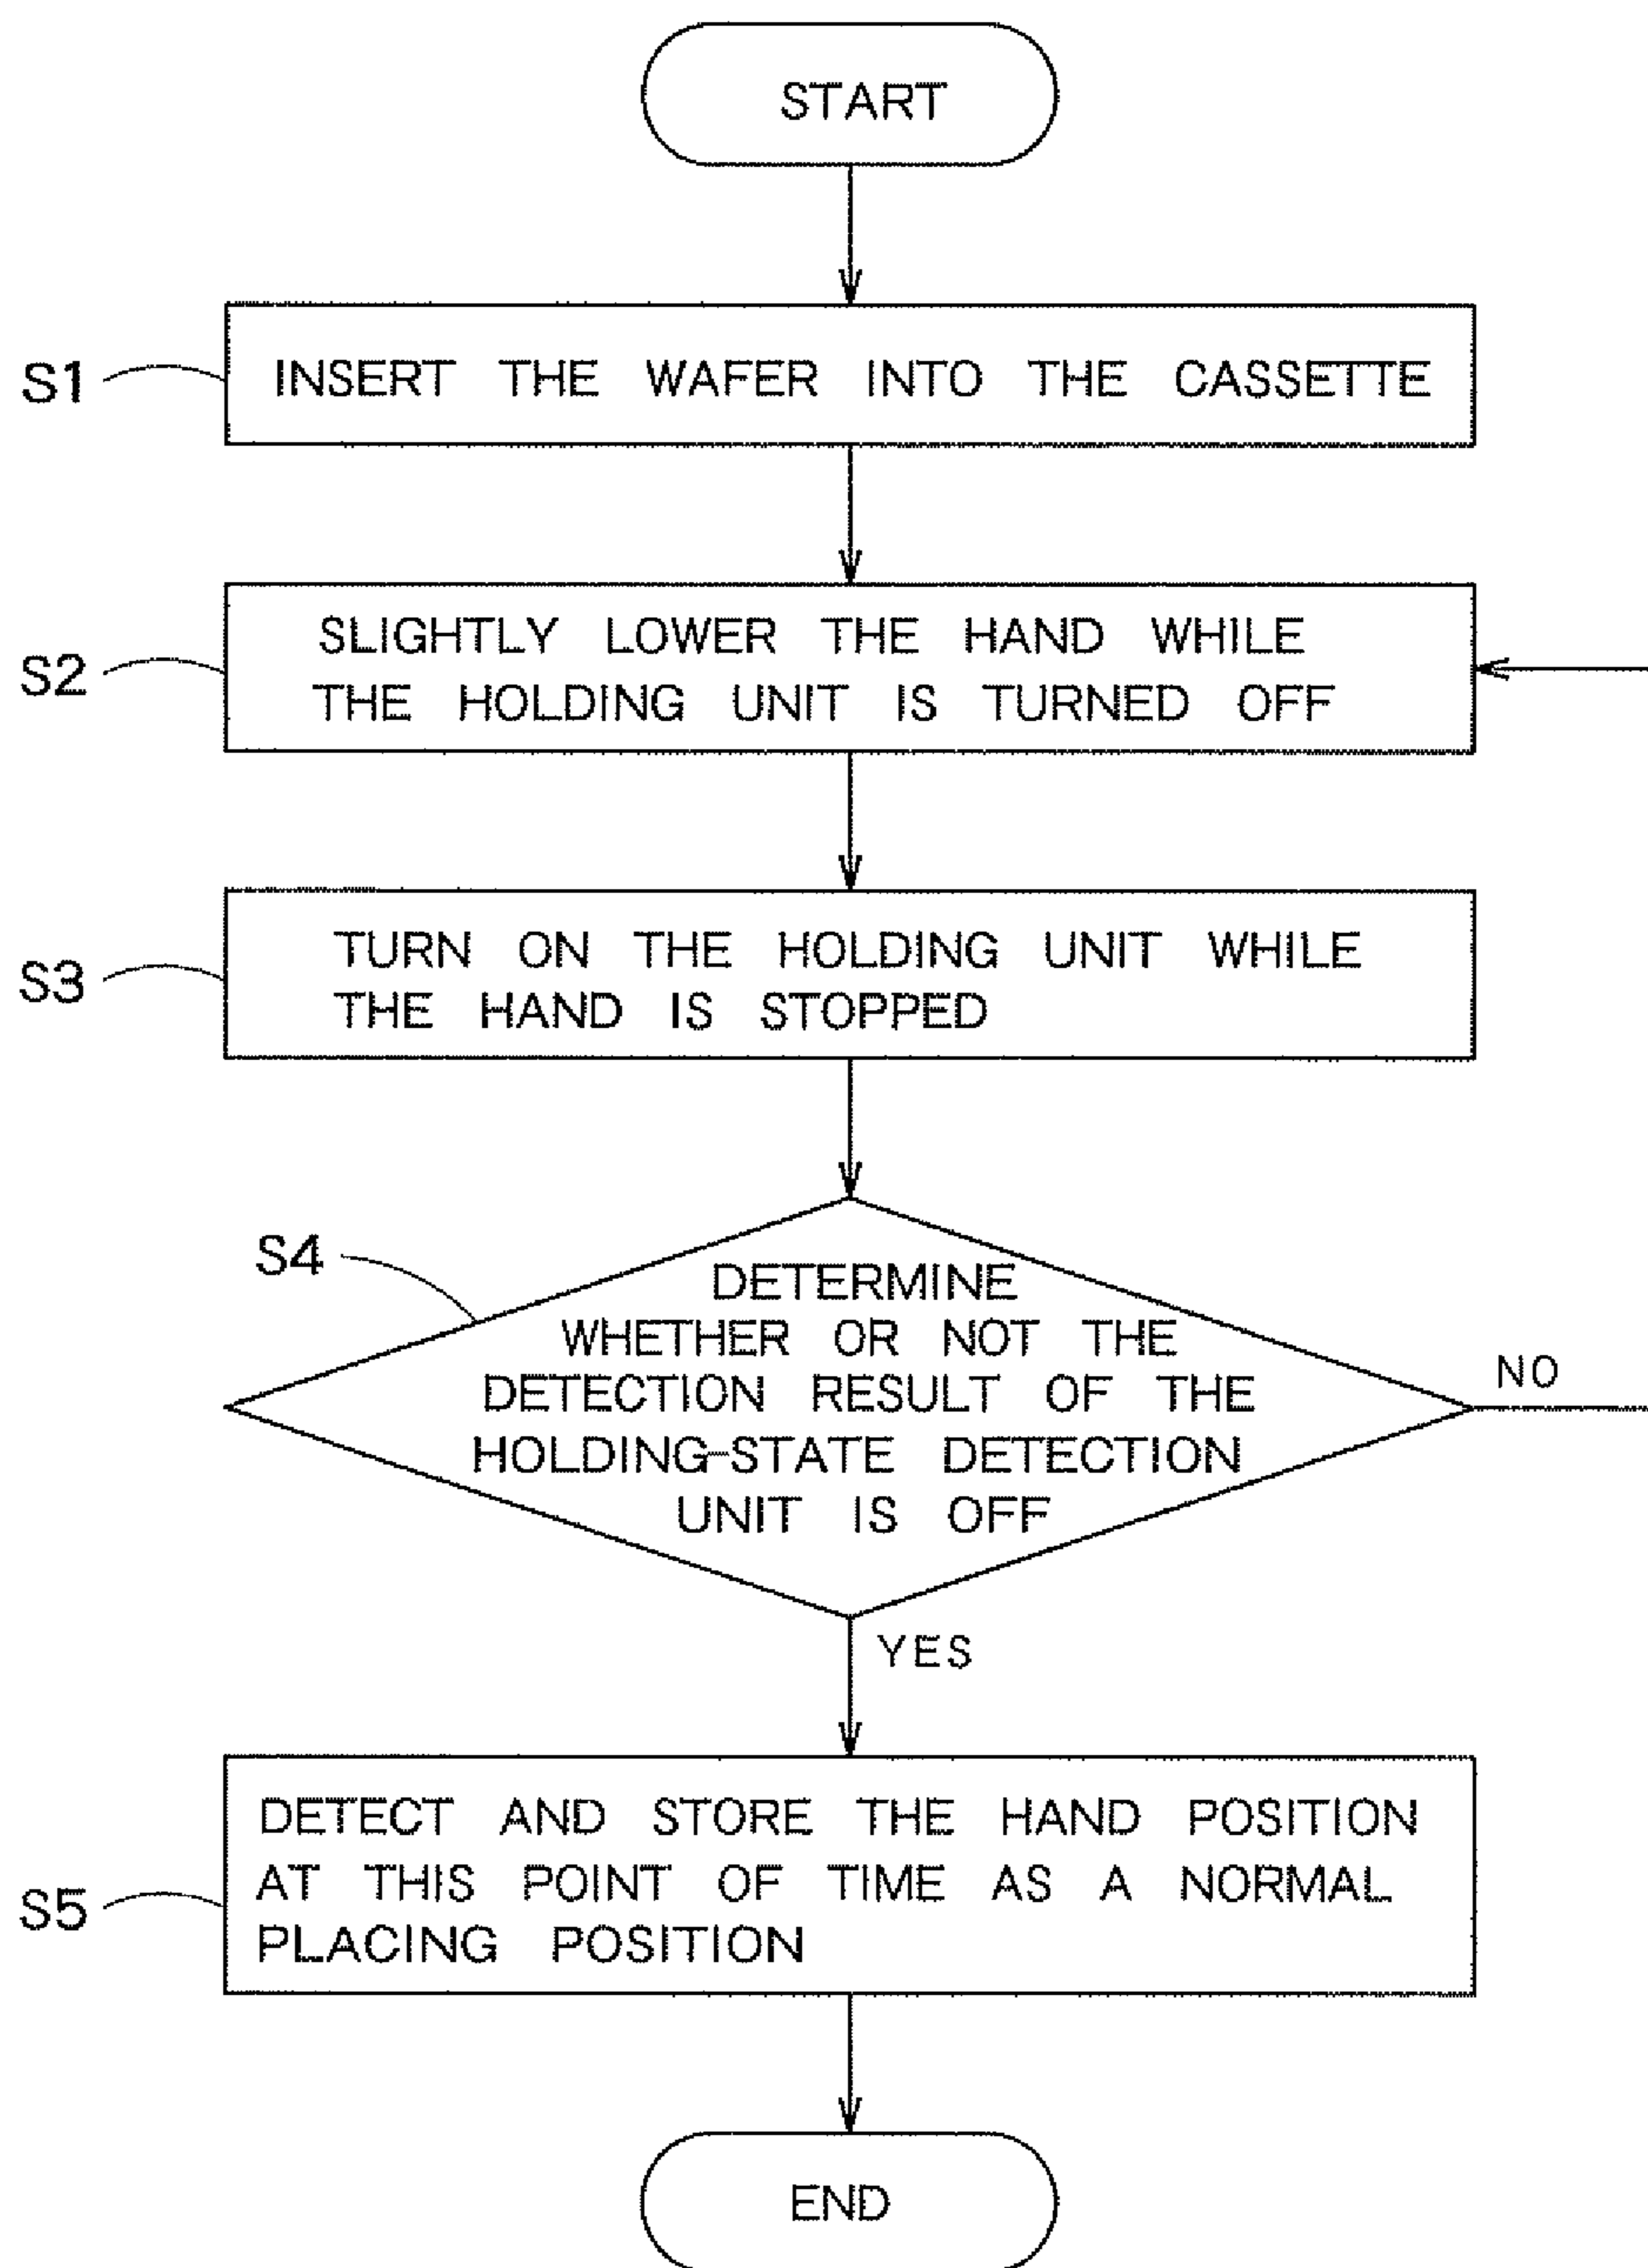 START
S1
INSERT THE WAFER INTO THE CASSETTE
S2
SLIGHTLY LOWER THE HAND WHILE
THE HOLDING UNIT IS TURNED OFF
S3
TURN ON THE HOLDING UNIT WHILE
THE HAND IS STOPPED
S4
DETERMINE
WHETHER OR NOT THE
DETECTION RESULT OF THE
HOLDING-STATE DETECTION
UNIT IS OFF
NO
YES
S5
DETECT AND STORE THE HAND POSITION
AT THIS POINT OF TIME AS A NORMAL
PLACING POSITION
END